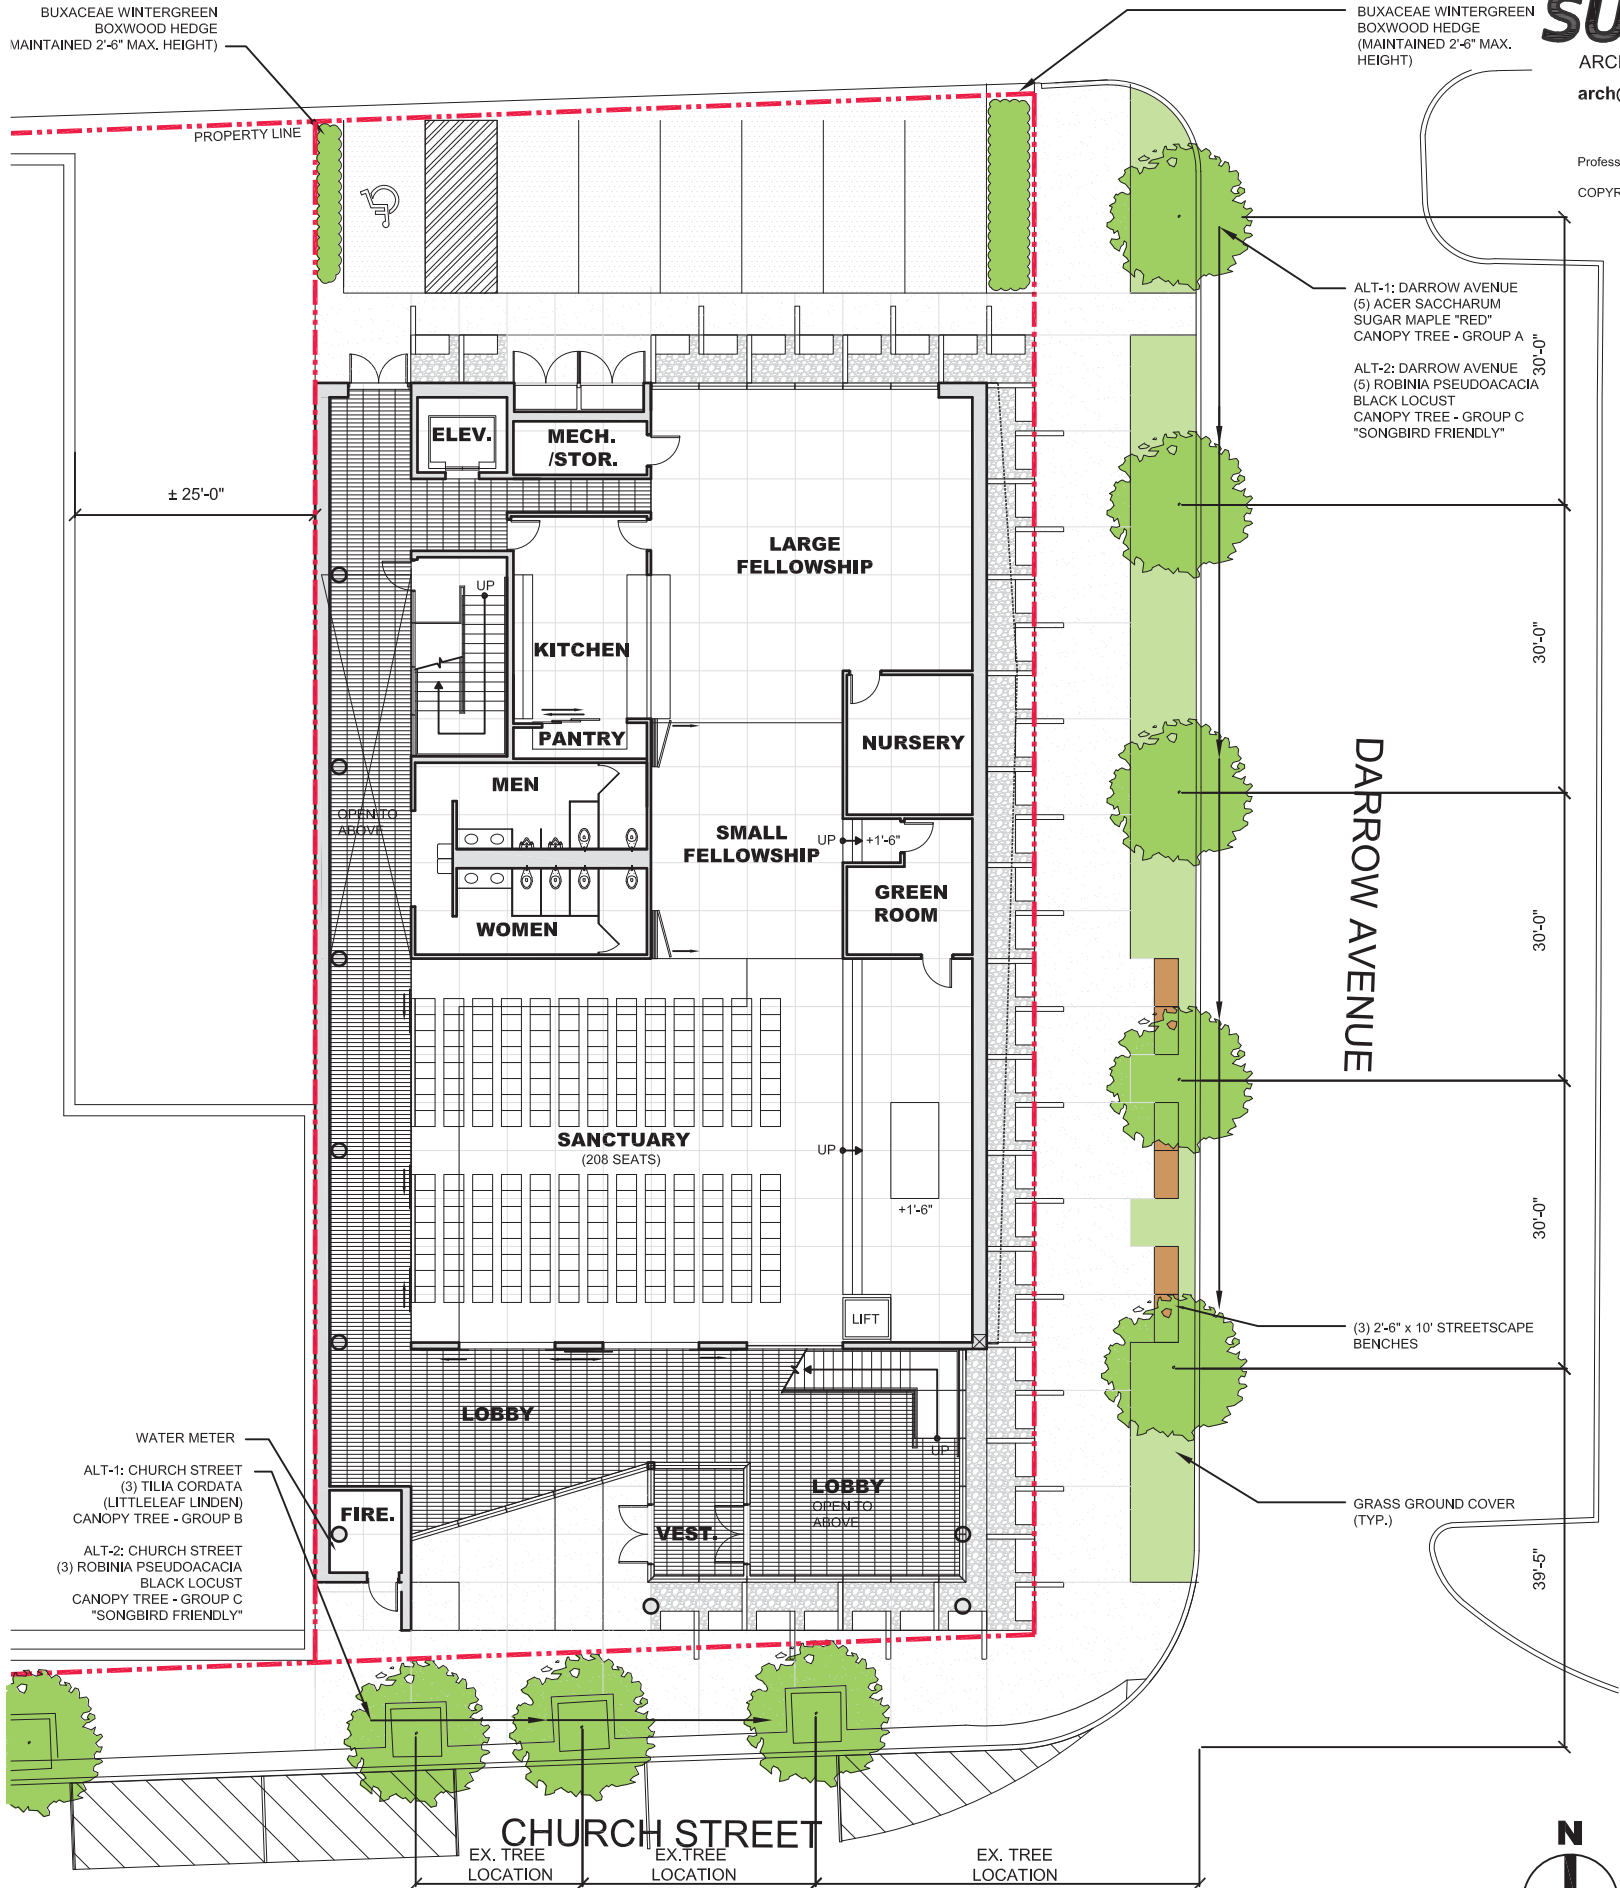 BUXACEAE WINTERGREEN
BOXWOOD HEDGE
MAINTAINED 2'-6" MAX. HEIGHT)
BUXACEAE WINTERGREEN
BOXWOOD HEDGE
(MAINTAINED 2'-6" MAX.
HEIGHT)
SU
ARCH
arch@
Profess
COPYR
PROPERTY LINE
ALT-1: DARROW AVENUE
(5) ACER SACCHARUM
SUGAR MAPLE "RED"
CANOPY TREE - GROUP A
ALT-2: DARROW AVENUE
(5) ROBINIA PSEUDOACACIA
BLACK LOCUST
CANOPY TREE - GROUP C
"SONGBIRD FRIENDLY"
30'-0"
± 25'-0"
ELEV.
MECH.
/STOR.
LARGE
FELLOWSHIP
UP
KITCHEN
30'-0"
PANTRY
NURSERY
MEN
OPEN TO
ABOVE
SMALL
FELLOWSHIP
UP
+1'-6"
GREEN
ROOM
WOMEN
DARROW AVENUE
30'-0"
SANCTUARY
(208 SEATS)
UP
+1'-6"
30'-0"
LIFT
(3) 2'-6" x 10' STREETSCAPE
BENCHES
LOBBY
UP
WATER METER
ALT-1: CHURCH STREET
(3) TILIA CORDATA
(LITTLELEAF LINDEN)
CANOPY TREE - GROUP B
ALT-2: CHURCH STREET
(3) ROBINIA PSEUDOACACIA
BLACK LOCUST
CANOPY TREE - GROUP C
"SONGBIRD FRIENDLY"
FIRE.
VEST.
LOBBY
OPEN TO
ABOVE
GRASS GROUND COVER
(TYP.)
39'-5"
CHURCH STREET
EX. TREE
LOCATION
EX.TREE
LOCATION
EX. TREE
LOCATION
N